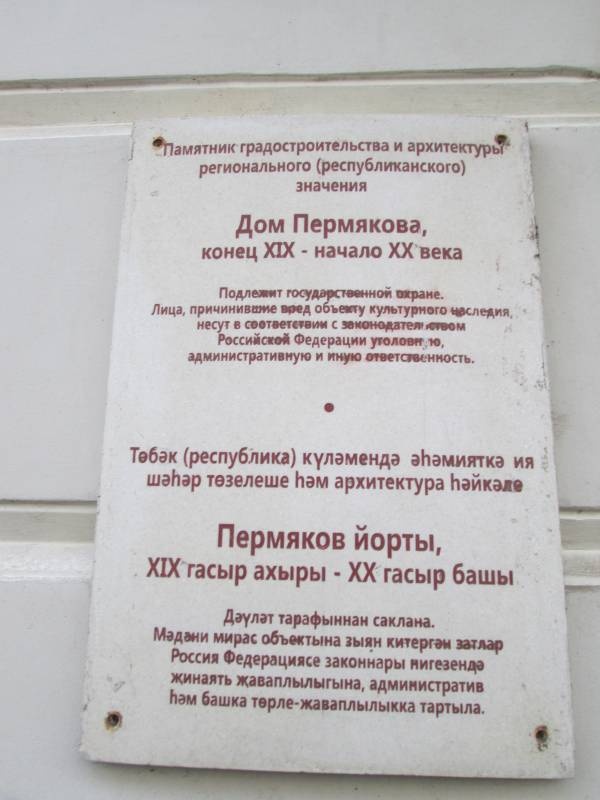 Памятник градостроительства и архитектуры
регионального (республиканского)
значения
Дом Пермякова,
конец XIX - начало XX века
Подлежит государственной охране.
Лица, причинившие вред объекту культурного наследия,
несут в соответствии с законодательством
Российской Федерации уголовную,
административную и иную ответственность.
•
Төбәк (республика) күләмендә әһәмияткә ия
шәһәр төзелеше һәм архитектура һәйкәле
Пермяков йорты,
XIX гасыр ахыры - XX гасыр башы
Дәүләт тарафыннан саклана.
Мәдәни мирас объектына зыян китергән затлар
Россия Федерациясе законнары нигезендә
җинаять җаваплылыгына, административ
һәм башка төрле-жаваплылыкка тартыла.